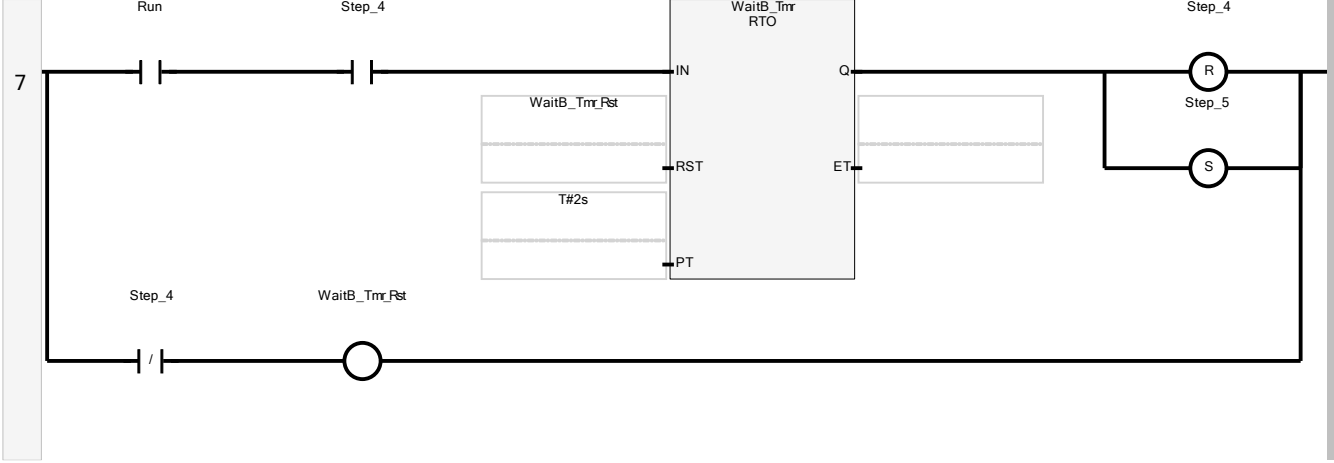 Run
Step_4
WaitB_Tmr
RTO
Step_4
7
IN
Q
R
WaitB_Tmr_Rst
Step_5
RST
ET
S
T#2s
PT
Step_4
WaitB_Tmr_Rst
/